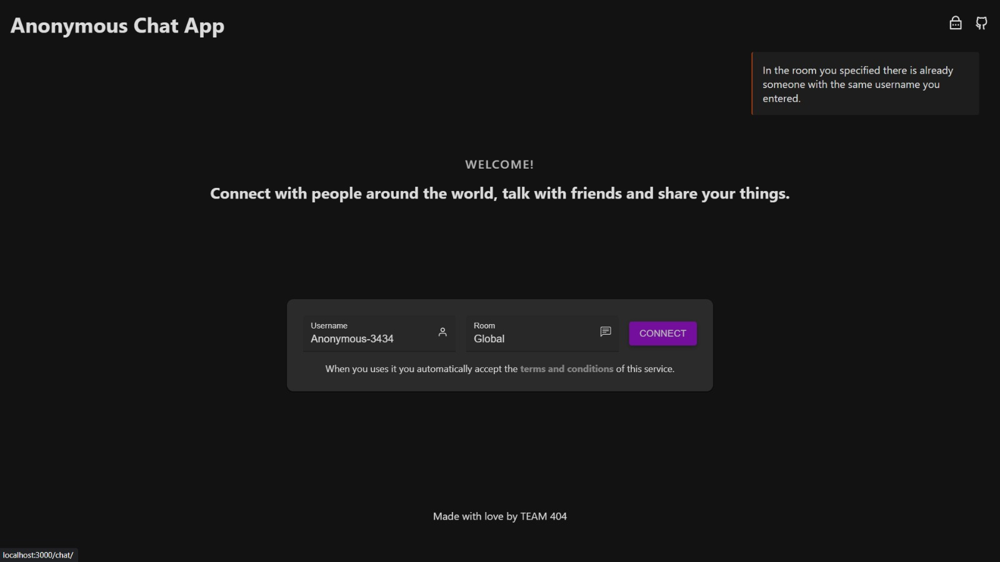 Anonymous Chat App
In the room you specified there is already
someone with the same username you
entered.
WELCOME!
Connect with people around the world, talk with friends and share your things.
Username
Anonymous-3434
Room
Global
CONNECT
When you uses it you automatically accept the terms and conditions of this service.
Made with love by TEAM 404
localhost:3000/chat/